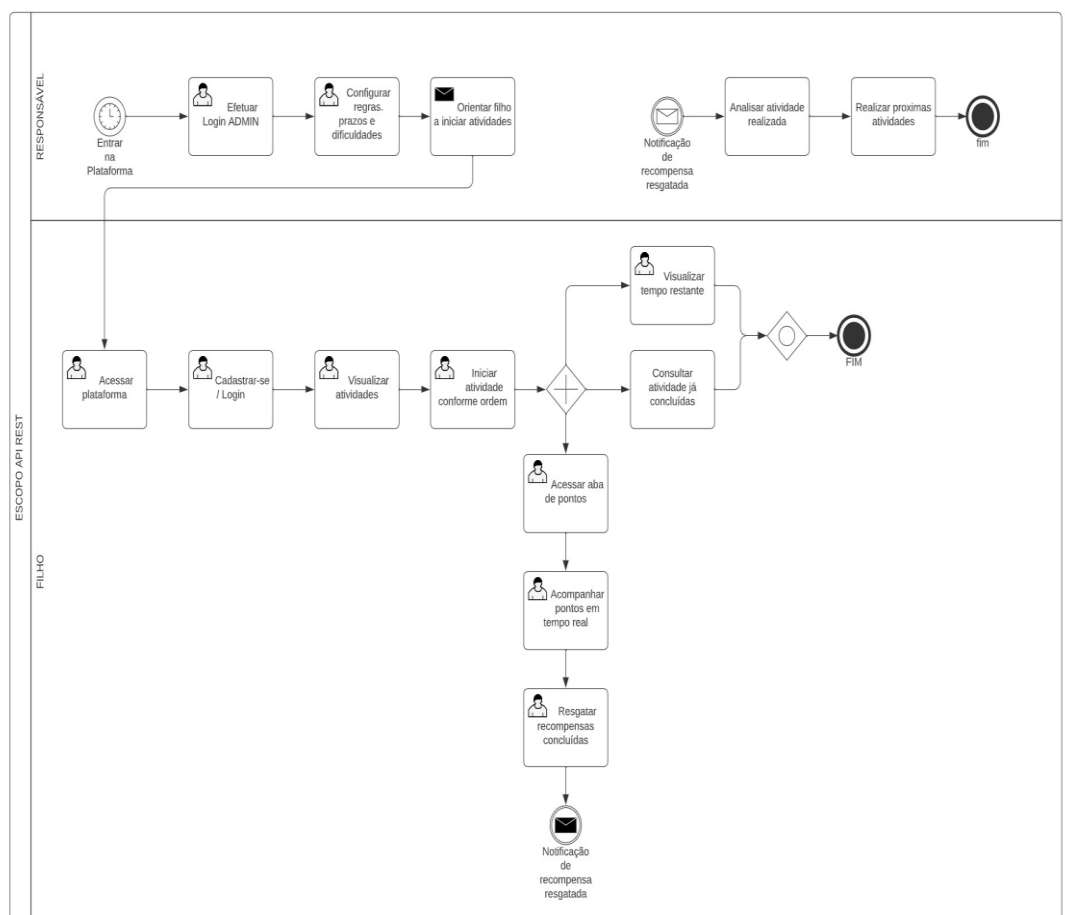 ESCOPO API REST
RESPONSÁVEL
Entrar
na
Plataforma
Efetuar
Login ADMIN
Configurar
regras.
prazos e
dificuldades
Orientar filho
a iniciar atividades
Notificação
de
recompensa
resgatada
Analisar atividade
realizada
Realizar proximas
atividades
fim
FILHO
Acessar
plataforma
Cadastrar-se
/ Login
Visualizar
atividades
Iniciar
atividade
conforme ordem
Visualizar
tempo restante
Consultar
atividade já
concluídas
FIM
Acessar aba
de pontos
Acompanhar
pontos em
tempo real
Resgatar
recompensas
concluídas
Notificação
de
recompensa
resgatada